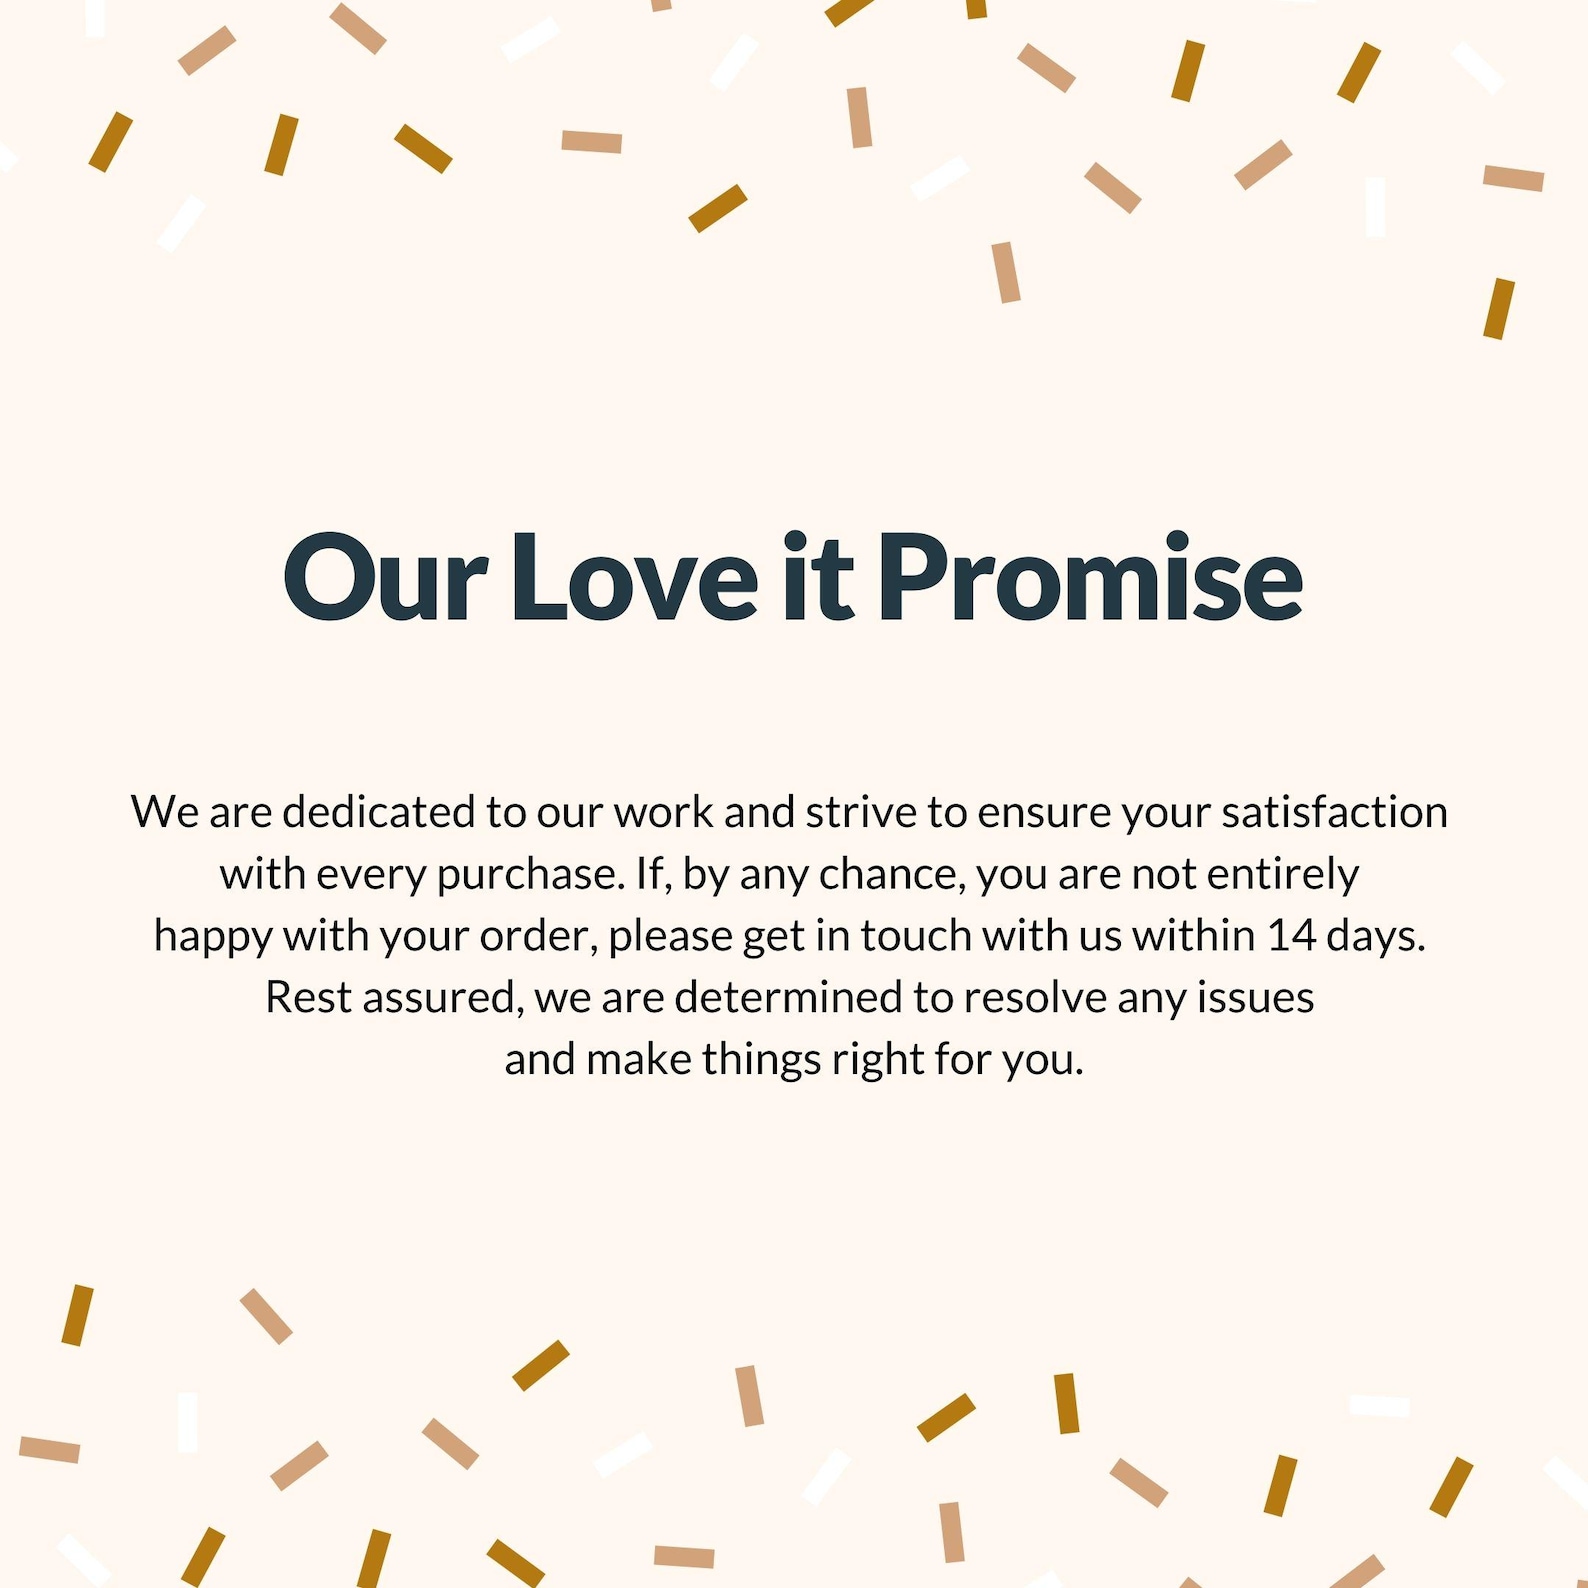 Our Love it Promise
We are dedicated to our work and strive to ensure your satisfaction
with every purchase. If, by any chance, you are not entirely
happy with your order, please get in touch with us within 14 days.
Rest assured, we are determined to resolve any issues
and make things right for you.